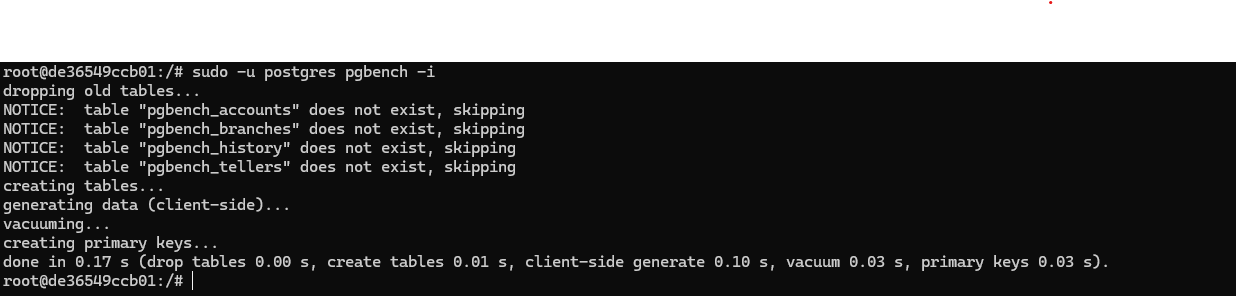 root@de36549ccb01:/# sudo -u postgres pgbench -i
dropping old tables...
NOTICE:  table "pgbench_accounts" does not exist, skipping
NOTICE:  table "pgbench_branches" does not exist, skipping
NOTICE:  table "pgbench_history" does not exist, skipping
NOTICE:  table "pgbench_tellers" does not exist, skipping
creating tables...
generating data (client-side)...
vacuuming...
creating primary keys...
done in 0.17 s (drop tables 0.00 s, create tables 0.01 s, client-side generate 0.10 s, vacuum 0.03 s, primary keys 0.03 s).
root@de36549ccb01:/#